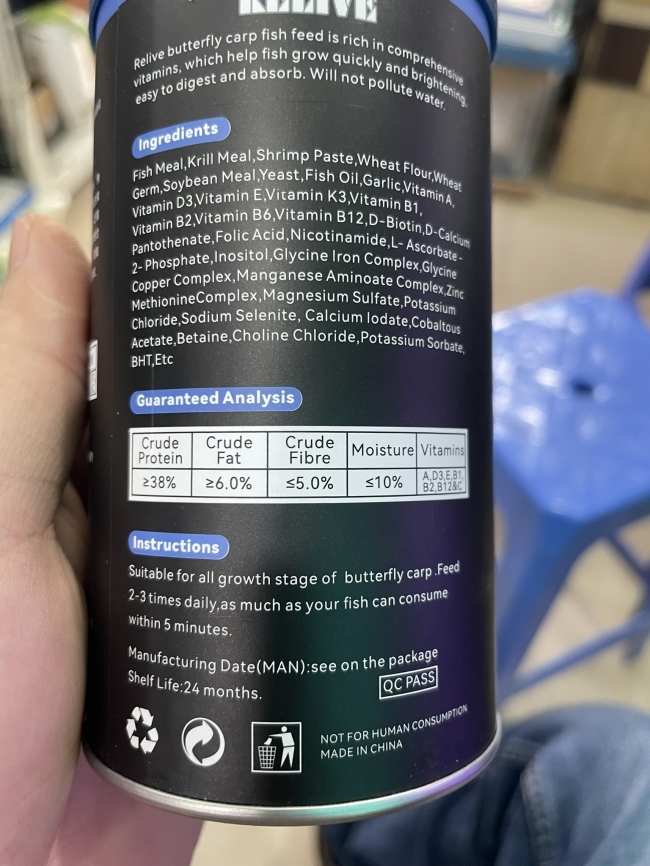 RELIVE
Relive butterfly carp fish feed is rich in comprehensive
vitamins, which help fish grow quickly and brightening,
easy to digest and absorb. Will not pollute water.
Ingredients
Fish Meal,Krill Meal,Shrimp Paste,Wheat Flour,Wheat
Germ,Soybean Meal,Yeast,Fish Oil,Garlic,Vitamin A,
Vitamin D3,Vitamin E,Vitamin K3,Vitamin B1,
Vitamin B2,Vitamin B6,Vitamin B12,D-Biotin,D-Calcium
Pantothenate,Folic Acid,Nicotinamide,L- Ascorbate-
2- Phosphate,Inositol,Glycine Iron Complex,Glycine
Copper Complex,Manganese Aminoate Complex,Zinc
MethionineComplex,Magnesium Sulfate,Potassium
Chloride,Sodium Selenite, Calcium Iodate,Cobaltous
Acetate,Betaine,Choline Chloride,Potassium Sorbate,
BHT,Etc
Guaranteed Analysis
Crude Protein Crude Fat Crude Fibre Moisture Vitamins
≥38% ≥6.0% ≤5.0% ≤10% A,D3,E,B1, B2,B12&C
Instructions
Suitable for all growth stage of butterfly carp .Feed
2-3 times daily,as much as your fish can consume
within 5 minutes.
Manufacturing Date(MAN):see on the package
Shelf Life:24 months.
QC PASS
NOT FOR HUMAN CONSUMPTION
MADE IN CHINA